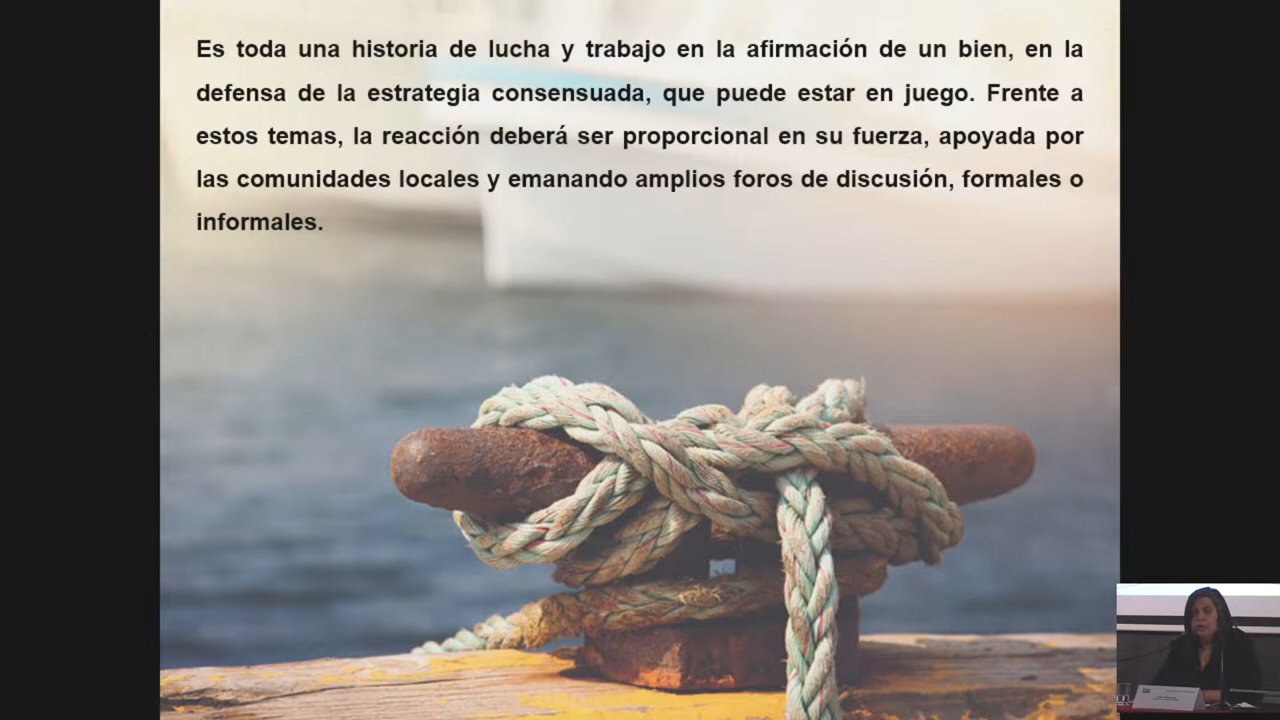 Es toda una historia de lucha y trabajo en la afirmación de un bien, en la
defensa de la estrategia consensuada, que puede estar en juego. Frente a
estos temas, la reacción deberá ser proporcional en su fuerza, apoyada por
las comunidades locales y emanando amplios foros de discusión, formales o
informales.